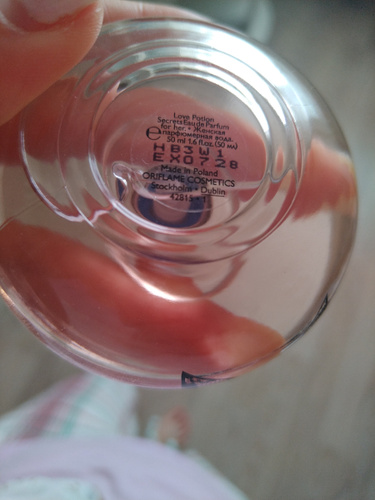 Love Potion
Secrets Eau de Parfum
for her. • Женская
e парфюмерная вода.
50 ml 1.6 fl.oz. (50 мл)
HB3W1
EX0728
Made in Poland
ORIFLAME COSMETICS
Stockholm • Dublin
42815